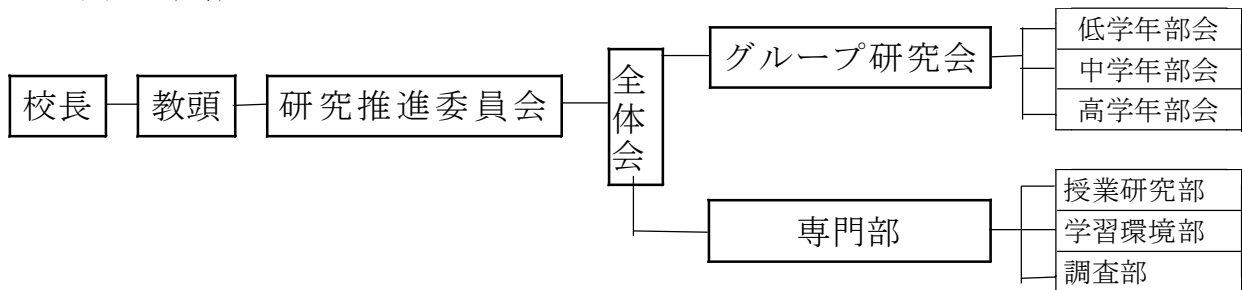 校長
教頭
研究推進委員会
全体会
グループ研究会
低学年部会
中学年部会
高学年部会
専門部
授業研究部
学習環境部
調査部